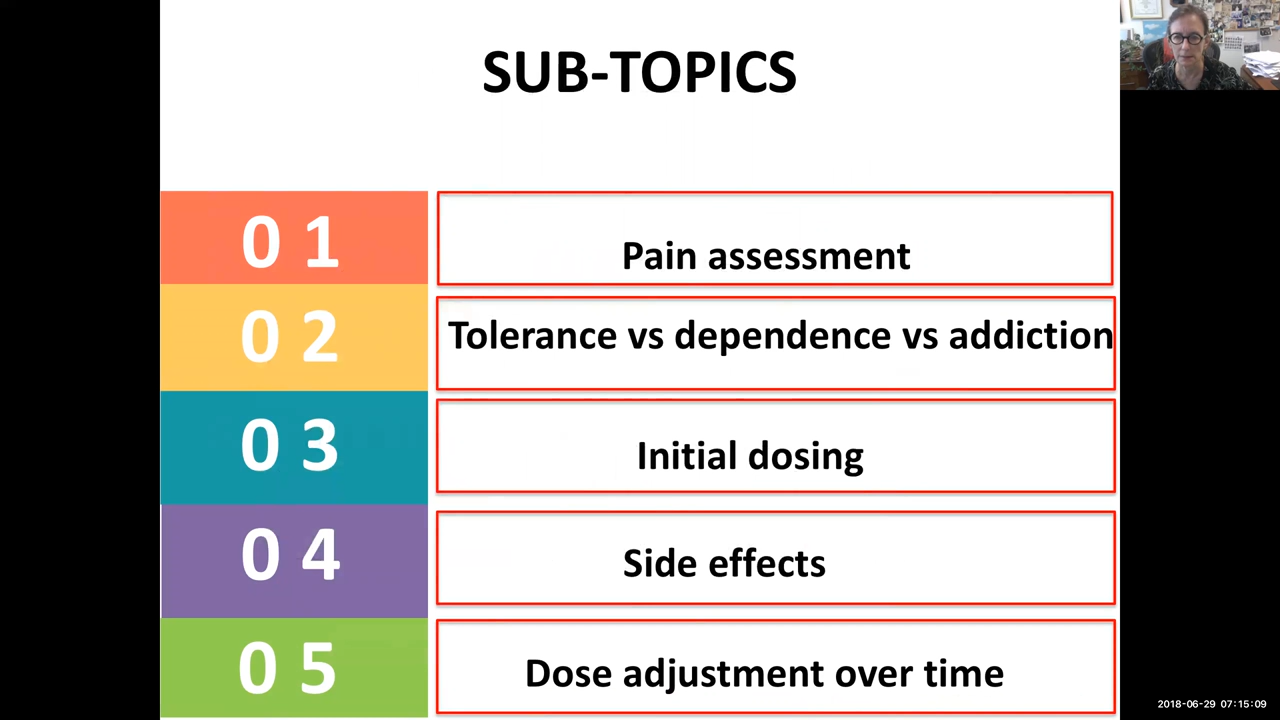 SUB-TOPICS
0 1
Pain assessment
0 2
Tolerance vs dependence vs addiction
0 3
Initial dosing
0 4
Side effects
0 5
Dose adjustment over time
2018-06-29 07:15:09